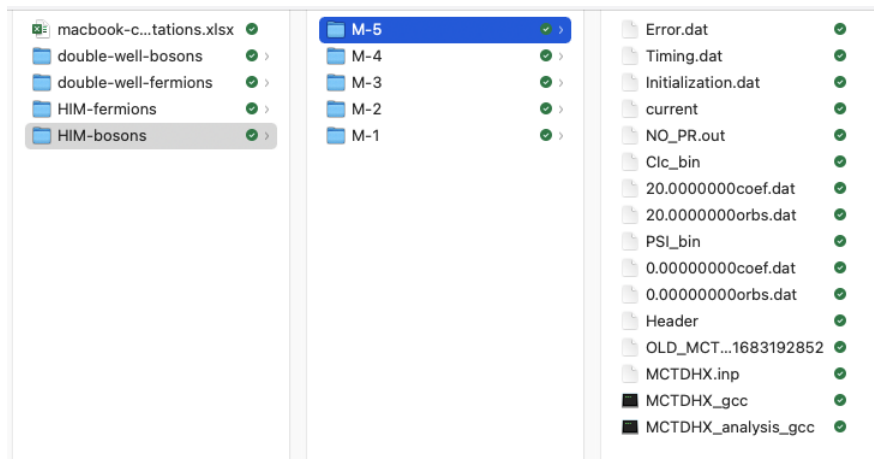 macbook-c...tations.xlsx
double-well-bosons
double-well-fermions
HIM-fermions
HIM-bosons
M-5
M-4
M-3
M-2
M-1
Error.dat
Timing.dat
Initialization.dat
current
NO_PR.out
CIc_bin
20.0000000coef.dat
20.0000000orbs.dat
PSI_bin
0.00000000coef.dat
0.00000000orbs.dat
Header
OLD_MCT...1683192852
MCTDHX.inp
MCTDHX_gcc
MCTDHX_analysis_gcc